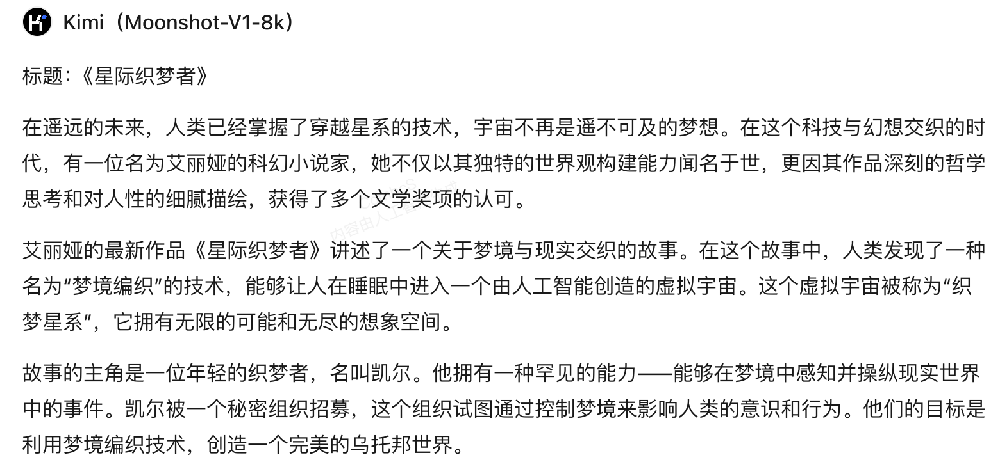 Kimi（Moonshot-V1-8k）
标题：《星际织梦者》
在遥远的未来，人类已经掌握了穿越星系的技术，宇宙不再是遥不可及的梦想。在这个科技与幻想交织的时
代，有一位名为艾丽娅的科幻小说家，她不仅以其独特的世界观构建能力闻名于世，更因其作品深刻的哲学
思考和对人性的细腻描绘，获得了多个文学奖项的认可。
内容由人工智
艾丽娅的最新作品《星际织梦者》讲述了一个关于梦境与现实交织的故事。在这个故事中，人类发现了一种
名为“梦境编织”的技术，能够让人在睡眠中进入一个由人工智能创造的虚拟宇宙。这个虚拟宇宙被称为“织
梦星系”，它拥有无限的可能和无尽的想象空间。
故事的主角是一位年轻的织梦者，名叫凯尔。他拥有一种罕见的能力——能够在梦境中感知并操纵现实世界
中的事件。凯尔被一个秘密组织招募，这个组织试图通过控制梦境来影响人类的意识和行为。他们的目标是
利用梦境编织技术，创造一个完美的乌托邦世界。